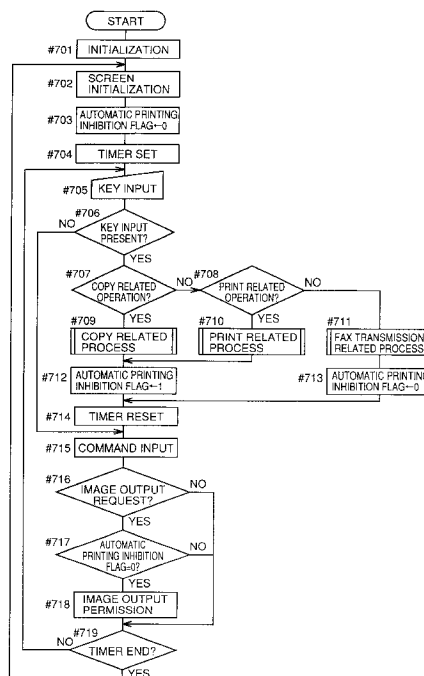 START
#701 INITIALIZATION
#702 SCREEN
INITIALIZATION
#703 AUTOMATIC PRINTING
INHIBITION FLAG←0
#704 TIMER SET
#705 KEY INPUT
#706
NO
KEY INPUT
PRESENT?
YES
#707
COPY RELATED
OPERATION?
NO
#708
PRINT RELATED
OPERATION?
NO
YES
YES
#709
COPY RELATED
PROCESS
#710
PRINT RELATED
PROCESS
#711
FAX TRANSMISSION
RELATED PROCESS
#712 AUTOMATIC PRINTING
INHIBITION FLAG←1
#713 AUTOMATIC PRINTING
INHIBITION FLAG←0
#714 TIMER RESET
#715 COMMAND INPUT
#716
IMAGE OUTPUT
REQUEST?
NO
YES
#717
AUTOMATIC
PRINTING INHIBITION
FLAG=0?
NO
YES
#718 IMAGE OUTPUT
PERMISSION
#719
NO
TIMER END?
YES